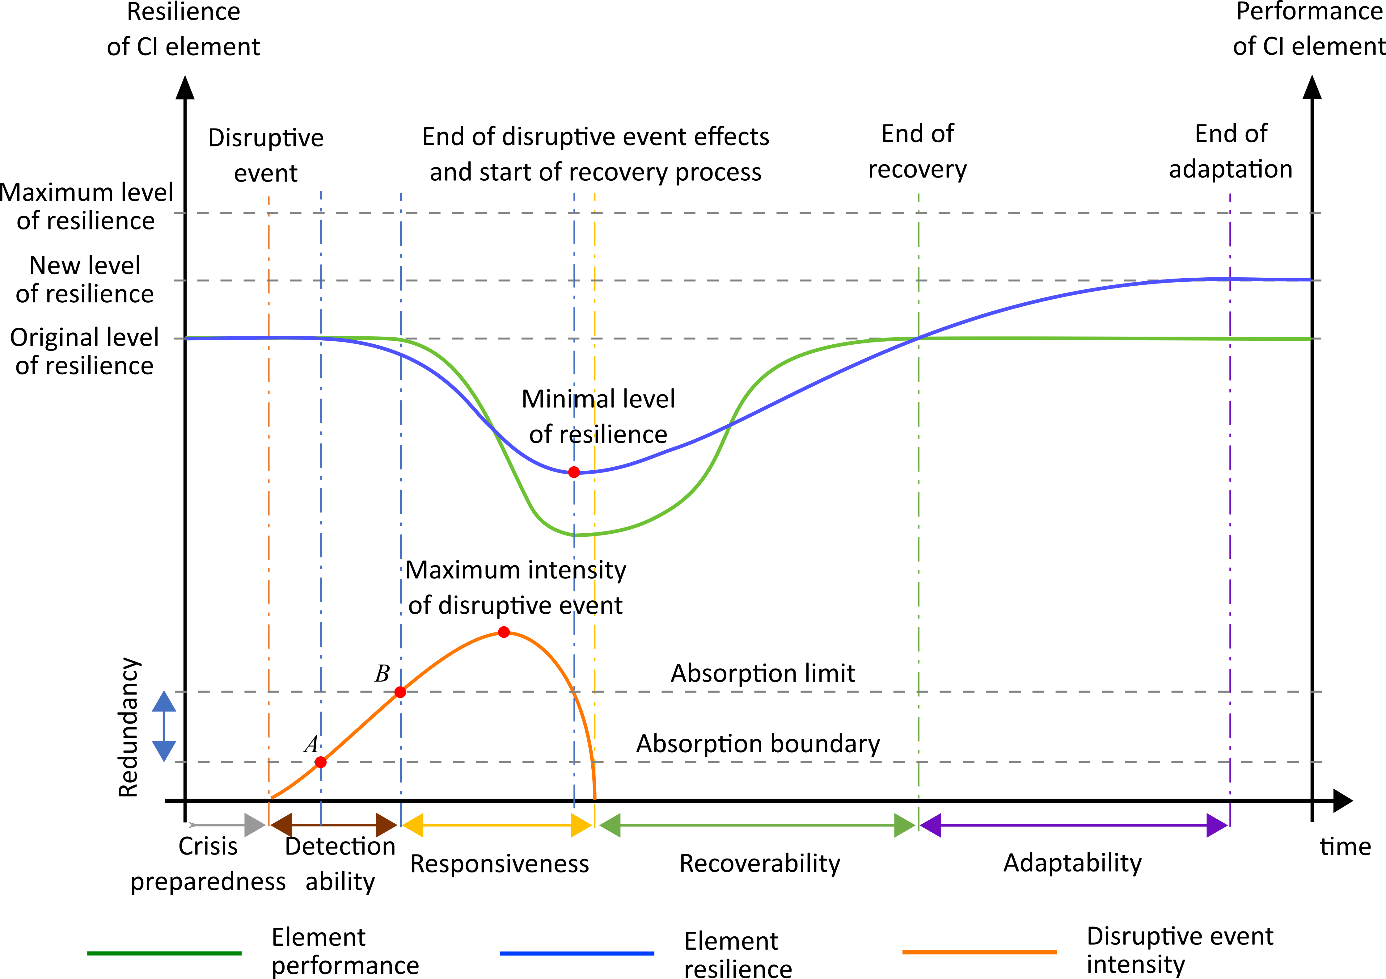 Resilience
of CI element
Performance
of CI element
Disruptive
event
End of disruptive event effects
and start of recovery process
End of
recovery
End of
adaptation
Maximum level
of resilience
New level
of resilience
Original level
of resilience
Minimal level
of resilience
Maximum intensity
of disruptive event
Redundancy
B
Absorption limit
A
Absorption boundary
Crisis
preparedness
Detection
ability
Responsiveness
Recoverability
Adaptability
time
Element
performance
Element
resilience
Disruptive event
intensity